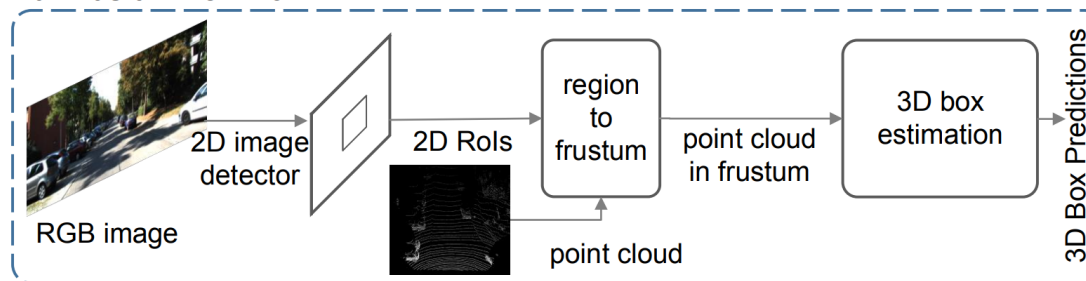 RGB image
2D image
detector
2D RoIs
point cloud
region
to
frustum
point cloud
in frustum
3D box
estimation
3D Box Predictions